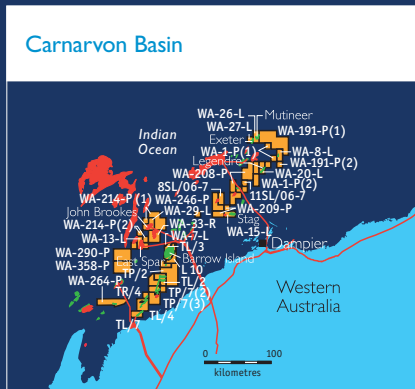 Carnarvon Basin
WA-26-L
Mutineer
WA-27-L
WA-191-P(1)
Exeter
Indian
Ocean
WA-1-P(1)
WA-8-L
Legendre
WA-191-P(2)
WA-208-P
WA-20-L
8SL/06-7
WA-1-P(2)
WA-214-P (1)
WA-246-P
11SL/06-7
John Brookes
WA-29-L
WA-209-P
WA-214-P(2)
WA-33-R
Stag
WA-13-L
WA-7-L
WA-15-L
TL/3
Dampier
WA-290-P
East Spar
Barrow Island
WA-358-P
TP/2
L 10
WA-264-P
TL/2
TR/4
TP/7(2)
TP/7(3)
TL/4
TL/7
Western
Australia
0 100
kilometres